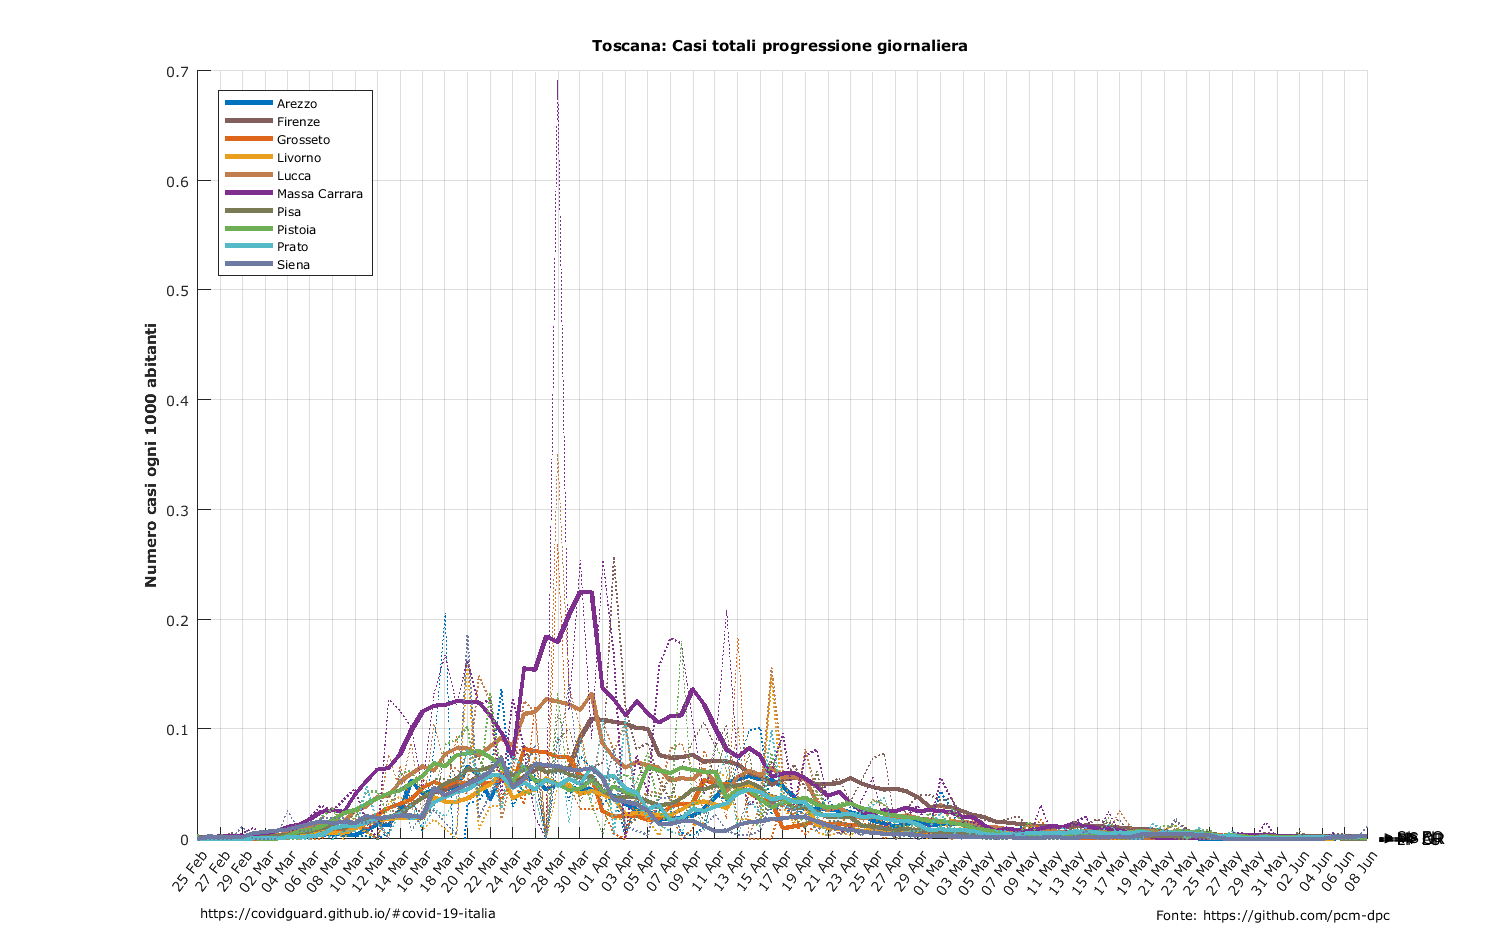 Toscana: Casi totali progressione giornaliera
0.7
0.6
0.5
0.4
0.3
0.2
0.1
0
Numero casi ogni 1000 abitanti
Arezzo
Firenze
Grosseto
Livorno
Lucca
Massa Carrara
Pisa
Pistoia
Prato
Siena
25 Feb
27 Feb
29 Feb
02 Mar
04 Mar
06 Mar
08 Mar
10 Mar
12 Mar
14 Mar
16 Mar
18 Mar
20 Mar
22 Mar
24 Mar
26 Mar
28 Mar
30 Mar
01 Apr
03 Apr
05 Apr
07 Apr
09 Apr
11 Apr
13 Apr
15 Apr
17 Apr
19 Apr
21 Apr
23 Apr
25 Apr
27 Apr
29 Apr
01 May
03 May
05 May
07 May
09 May
11 May
13 May
15 May
17 May
19 May
21 May
23 May
25 May
27 May
29 May
31 May
02 Jun
04 Jun
06 Jun
08 Jun
https://covidguard.github.io/#covid-19-italia
Fonte: https://github.com/pcm-dpc